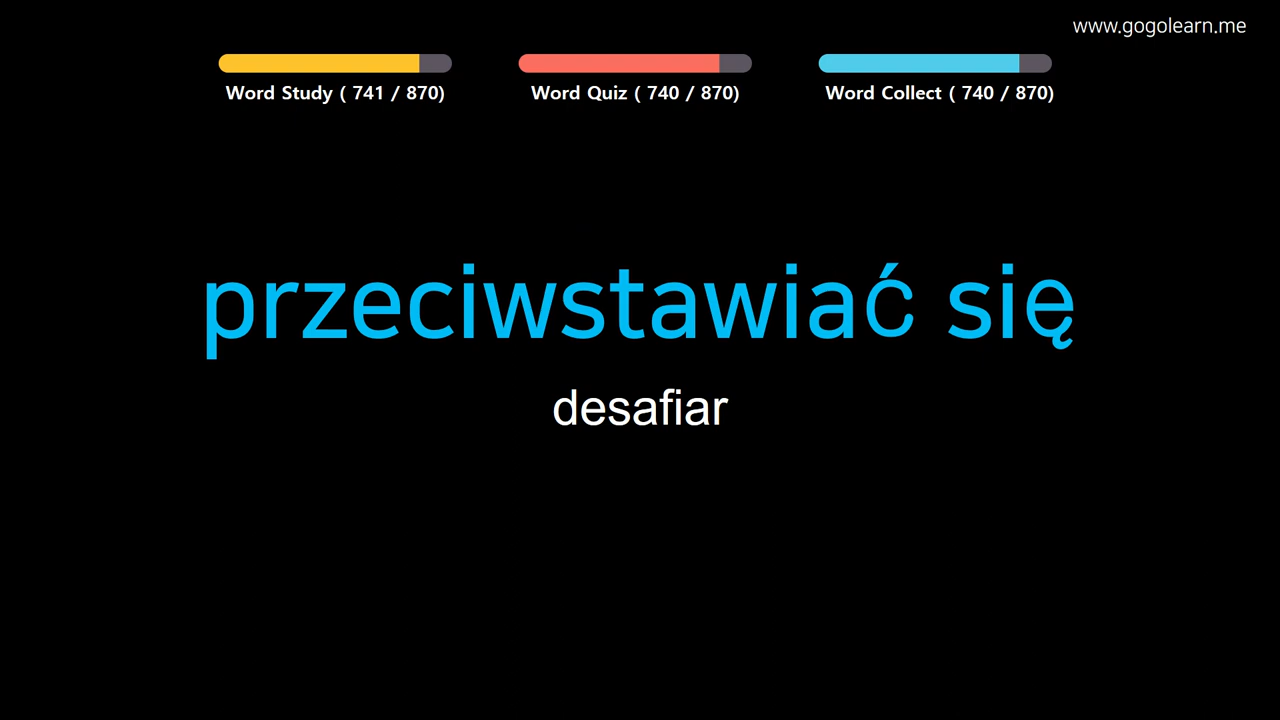 www.gogolearn.me
Word Study ( 741 / 870)
Word Quiz ( 740 / 870)
Word Collect ( 740 / 870)
przeciwstawiać się
desafiar